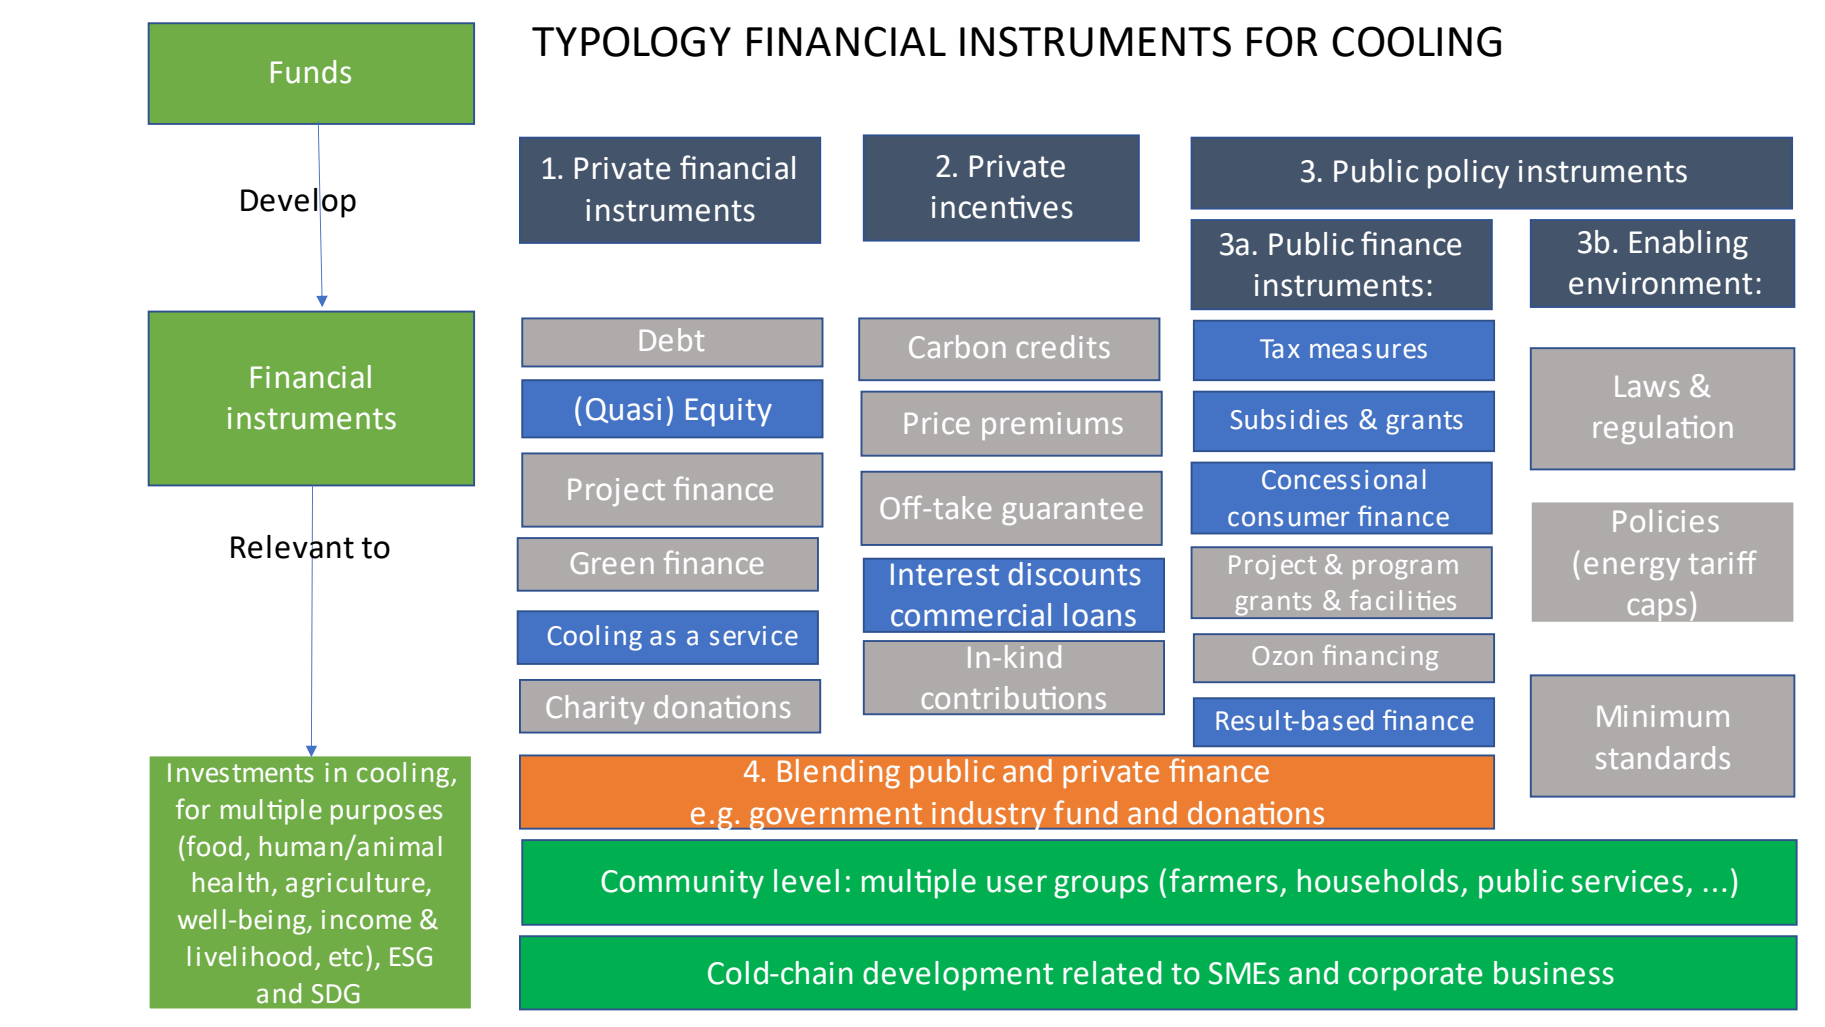 TYPOLOGY FINANCIAL INSTRUMENTS FOR COOLING
Funds
Develop
Financial
instruments
Relevant to
Investments in cooling,
for multiple purposes
(food, human/animal
health, agriculture,
well-being, income &
livelihood, etc), ESG
and SDG
1. Private financial
instruments
Debt
(Quasi) Equity
Project finance
Green finance
Cooling as a service
Charity donations
2. Private
incentives
Carbon credits
Price premiums
Off-take guarantee
Interest discounts
commercial loans
In-kind
contributions
3. Public policy instruments
3a. Public finance
instruments:
Tax measures
Subsidies & grants
Concessional
consumer finance
Project & program
grants & facilities
Ozon financing
Result-based finance
3b. Enabling
environment:
Laws &
regulation
Policies
(energy tariff
caps)
Minimum
standards
4. Blending public and private finance
e.g. government industry fund and donations
Community level: multiple user groups (farmers, households, public services, ...)
Cold-chain development related to SMEs and corporate business